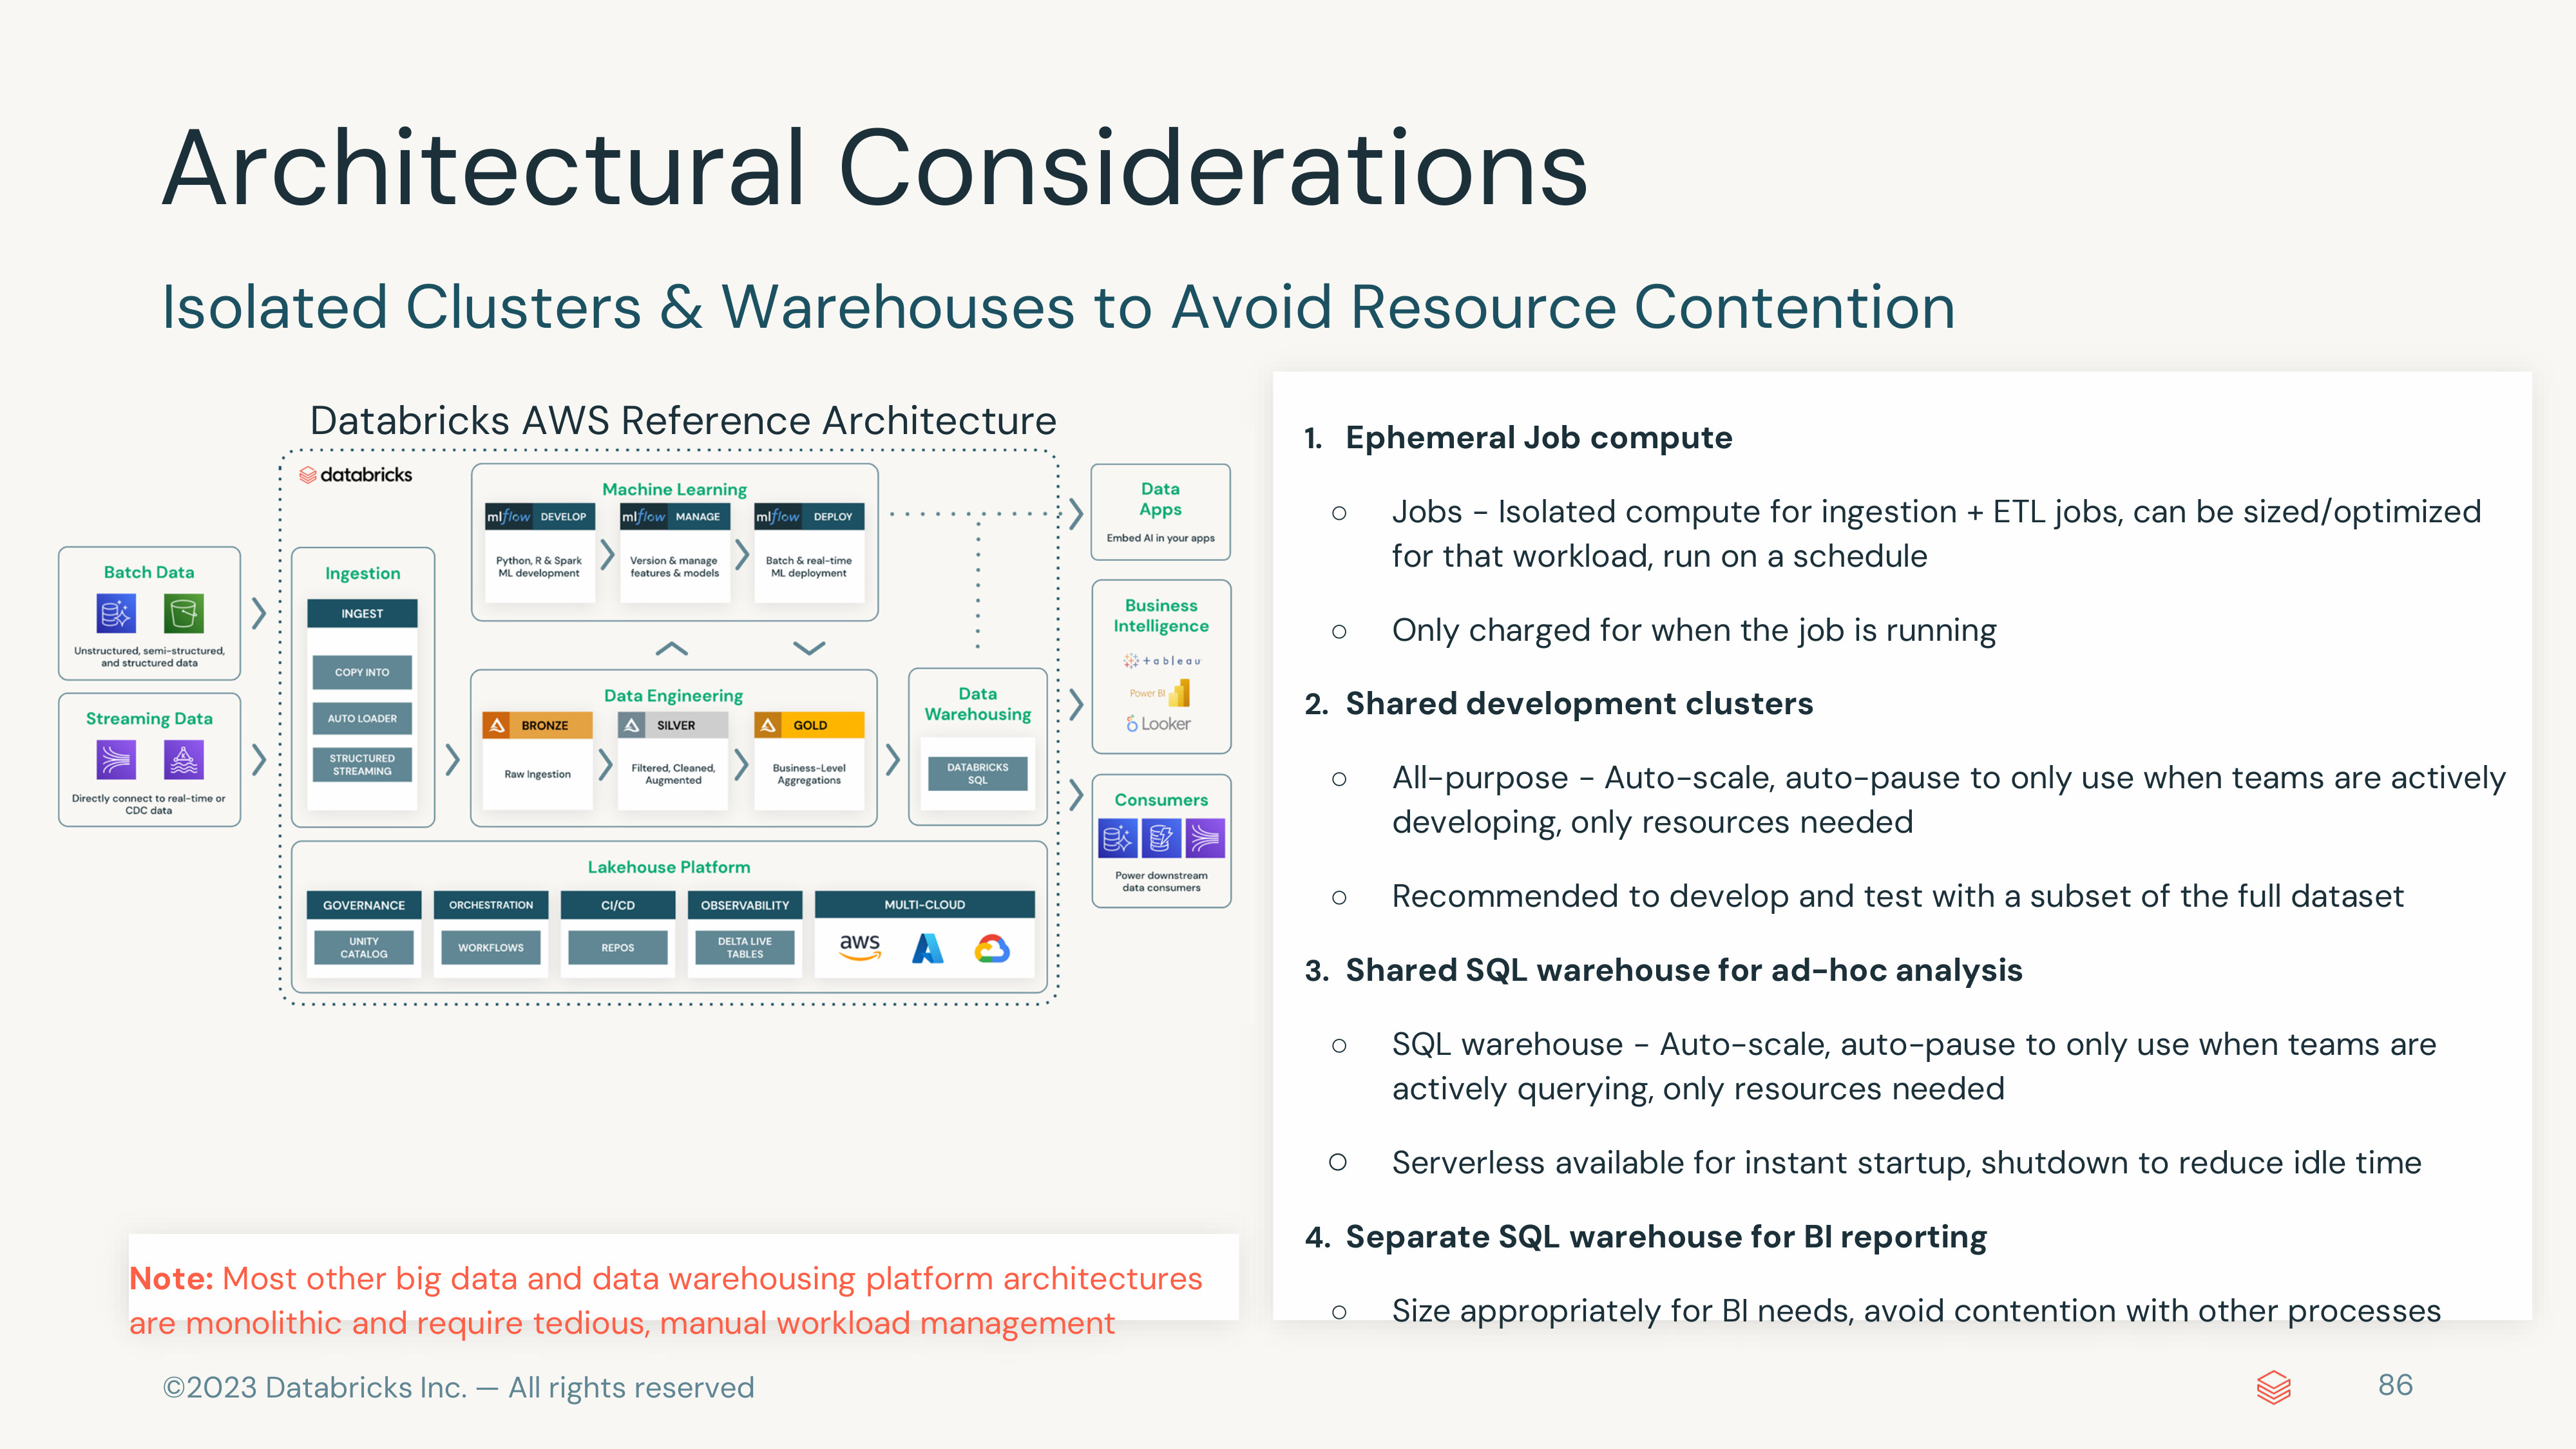 Architectural Considerations
Isolated Clusters & Warehouses to Avoid Resource Contention
Databricks AWS Reference Architecture
databricks
Batch Data
Unstructured, semi-structured,
and structured data
Streaming Data
Directly connect to real-time or
CDC data
Ingestion
INGEST
COPY INTO
AUTO LOADER
STRUCTURED
STREAMING
Machine Learning
mlflow DEVELOP
Python, R & Spark
ML development
mlflow MANAGE
Version & manage
features & models
mlflow DEPLOY
Batch & real-time
ML deployment
Data Engineering
BRONZE
Raw Ingestion
SILVER
Filtered, Cleaned,
Augmented
GOLD
Business-Level
Aggregations
Data
Warehousing
DATABRICKS
SQL
Lakehouse Platform
GOVERNANCE
UNITY
CATALOG
ORCHESTRATION
WORKFLOWS
CI/CD
REPOS
OBSERVABILITY
DELTA LIVE
TABLES
MULTI-CLOUD
aws
Data
Apps
Embed AI in your apps
Business
Intelligence
+ableau
Power BI
Looker
Consumers
Power downstream
data consumers
Note: Most other big data and data warehousing platform architectures
are monolithic and require tedious, manual workload management
1. Ephemeral Job compute
○ Jobs - Isolated compute for ingestion + ETL jobs, can be sized/optimized
for that workload, run on a schedule
○ Only charged for when the job is running
2. Shared development clusters
○ All-purpose - Auto-scale, auto-pause to only use when teams are actively
developing, only resources needed
○ Recommended to develop and test with a subset of the full dataset
3. Shared SQL warehouse for ad-hoc analysis
○ SQL warehouse - Auto-scale, auto-pause to only use when teams are
actively querying, only resources needed
○ Serverless available for instant startup, shutdown to reduce idle time
4. Separate SQL warehouse for BI reporting
○ Size appropriately for BI needs, avoid contention with other processes
©2023 Databricks Inc. — All rights reserved
86